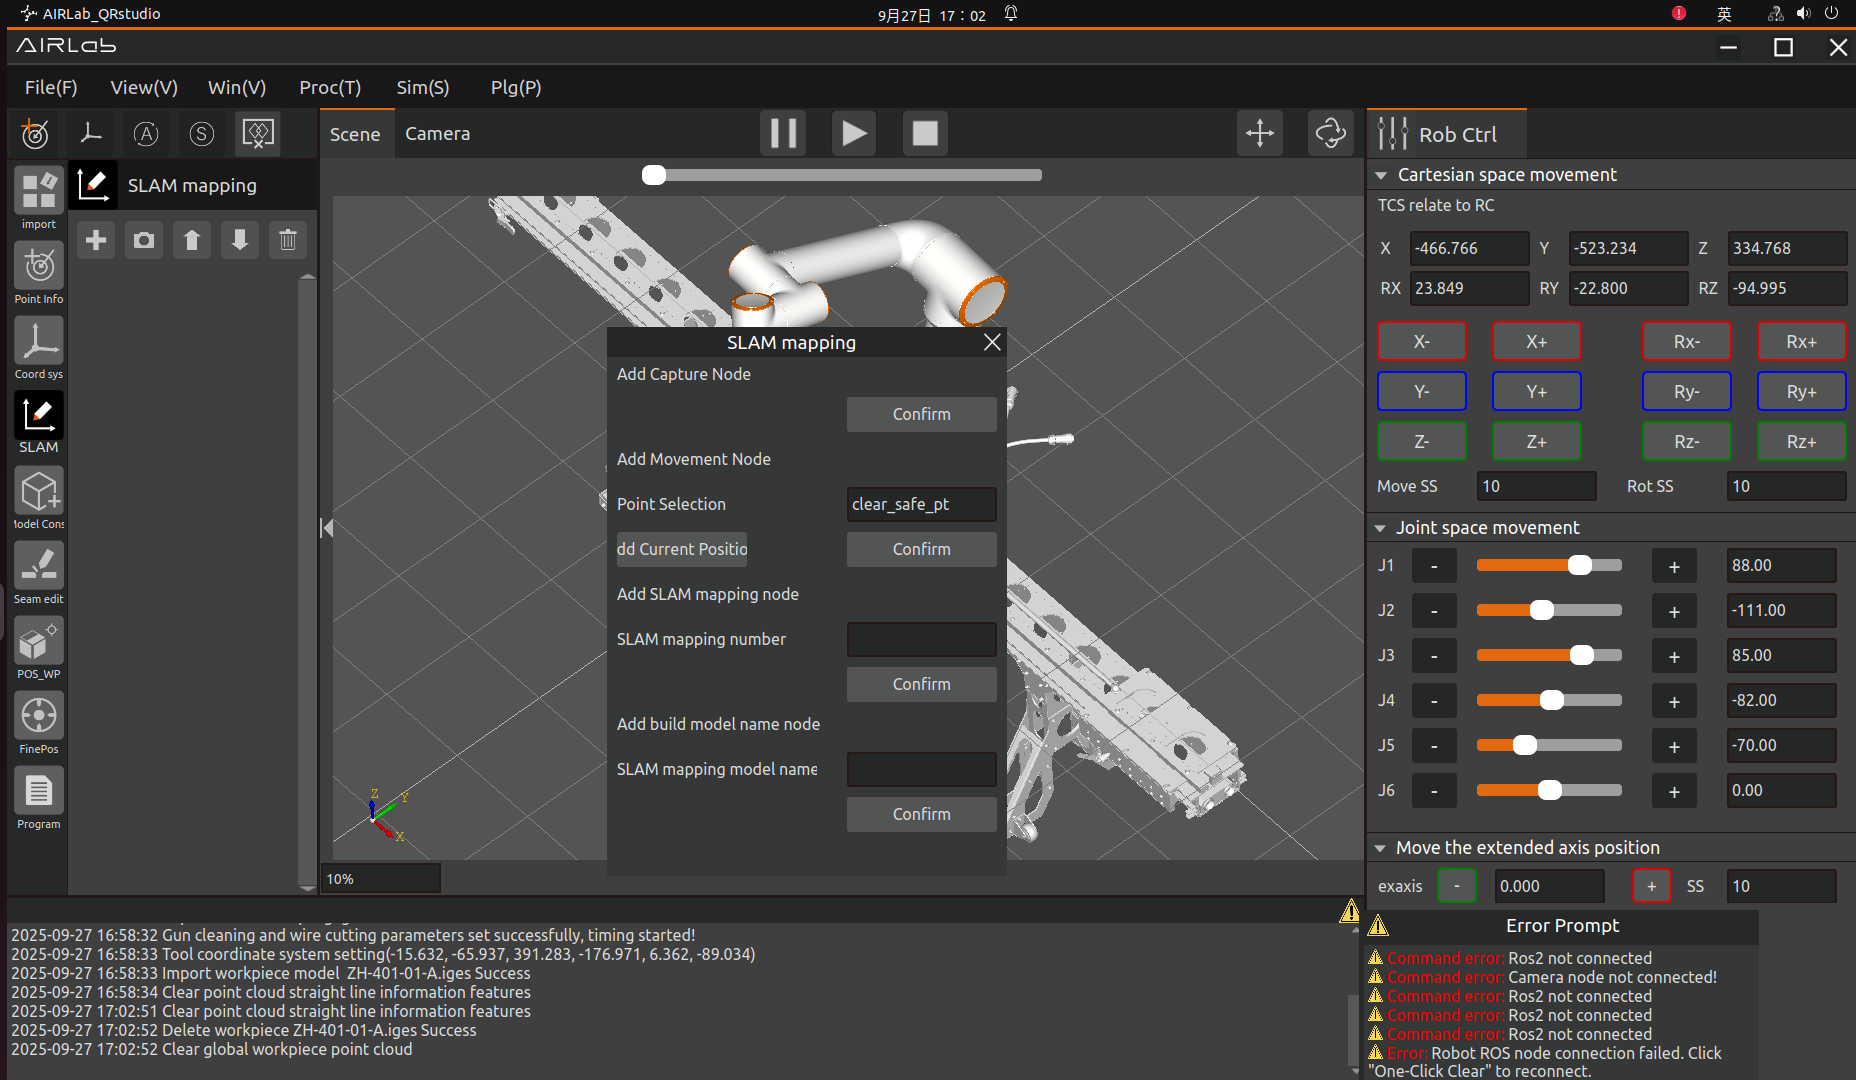 AIRLab_QRstudio
9月27日 17：02
英
AIRLab
File(F) View(V) Win(V) Proc(T) Sim(S) Plg(P)
A S
Scene Camera
Rob Ctrl
SLAM mapping
import
Point Info
Coord sys
SLAM
Model Cons
Seam edit
POS_WP
FinePos
Program
SLAM mapping
Add Capture Node
Confirm
Add Movement Node
Point Selection clear_safe_pt
dd Current Positio Confirm
Add SLAM mapping node
SLAM mapping number
Confirm
Add build model name node
SLAM mapping model name
Confirm
Z Y X
10%
Cartesian space movement
TCS relate to RC
X -466.766 Y -523.234 Z 334.768
RX 23.849 RY -22.800 RZ -94.995
X- X+ Rx- Rx+
Y- Y+ Ry- Ry+
Z- Z+ Rz- Rz+
Move SS 10 Rot SS 10
Joint space movement
J1 - + 88.00
J2 - + -111.00
J3 - + 85.00
J4 - + -82.00
J5 - + -70.00
J6 - + 0.00
Move the extended axis position
exaxis - 0.000 + SS 10
2025-09-27 16:58:32 Gun cleaning and wire cutting parameters set successfully, timing started!
2025-09-27 16:58:33 Tool coordinate system setting(-15.632, -65.937, 391.283, -176.971, 6.362, -89.034)
2025-09-27 16:58:33 Import workpiece model  ZH-401-01-A.iges Success
2025-09-27 16:58:34 Clear point cloud straight line information features
2025-09-27 17:02:51 Clear point cloud straight line information features
2025-09-27 17:02:52 Delete workpiece ZH-401-01-A.iges Success
2025-09-27 17:02:52 Clear global workpiece point cloud
Error Prompt
Command error: Ros2 not connected
Command error: Camera node not connected!
Command error: Ros2 not connected
Command error: Ros2 not connected
Command error: Ros2 not connected
Error: Robot ROS node connection failed. Click
"One-Click Clear" to reconnect.